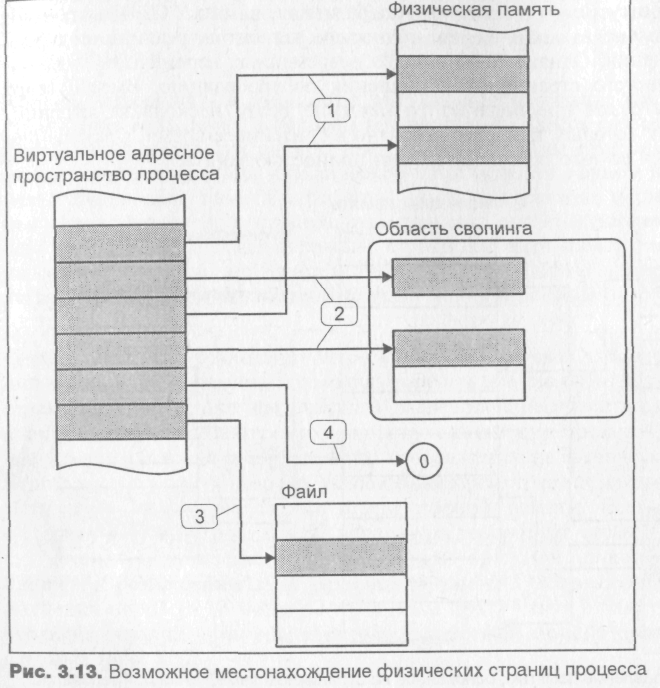 Физическая память
1
Виртуальное адресное
пространство процесса
Область свопинга
2
4
0
Файл
3
Рис. 3.13. Возможное местонахождение физических страниц процесса